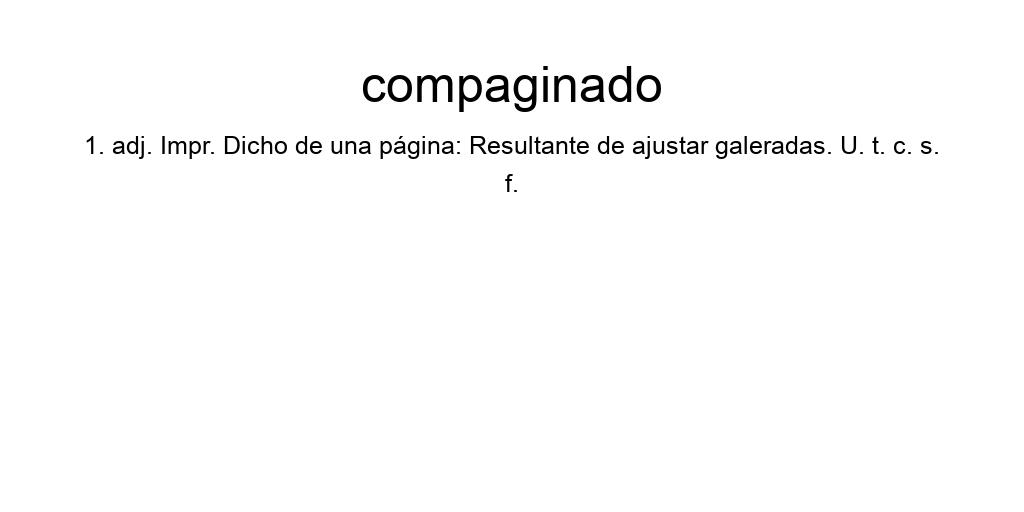 compaginado
1. adj. Impr. Dicho de una página: Resultante de ajustar galeradas. U. t. c. s.
f.